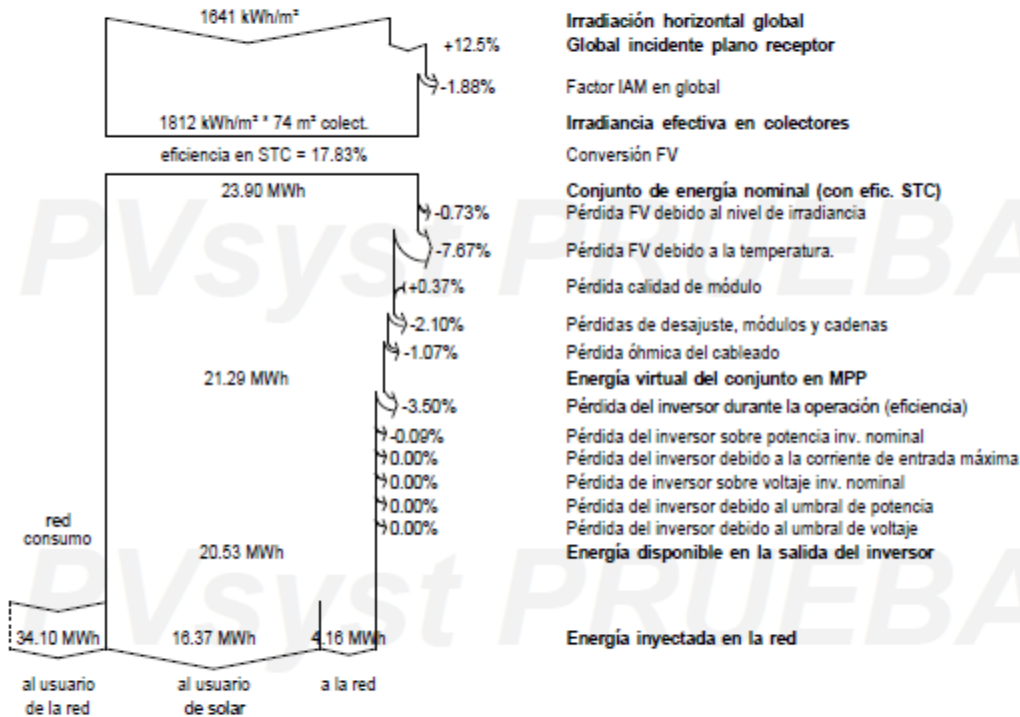 1641 kWh/m² Irradiación horizontal global
+12.5% Global incidente plano receptor
-1.88% Factor IAM en global
1812 kWh/m² * 74 m² colect. Irradiancia efectiva en colectores
eficiencia en STC = 17.83% Conversión FV
23.90 MWh Conjunto de energía nominal (con efic. STC)
-0.73% Pérdida FV debido al nivel de irradiancia
-7.67% Pérdida FV debido a la temperatura.
+0.37% Pérdida calidad de módulo
-2.10% Pérdidas de desajuste, módulos y cadenas
-1.07% Pérdida óhmica del cableado
21.29 MWh Energía virtual del conjunto en MPP
-3.50% Pérdida del inversor durante la operación (eficiencia)
-0.09% Pérdida del inversor sobre potencia inv. nominal
0.00% Pérdida del inversor debido a la corriente de entrada máxima
0.00% Pérdida de inversor sobre voltaje inv. nominal
0.00% Pérdida del inversor debido al umbral de potencia
0.00% Pérdida del inversor debido al umbral de voltaje
red
consumo
20.53 MWh Energía disponible en la salida del inversor
34.10 MWh 16.37 MWh 4.16 MWh Energía inyectada en la red
al usuario al usuario a la red
de la red de solar
PVsyst PRUEBA
PVsyst PRUEBA